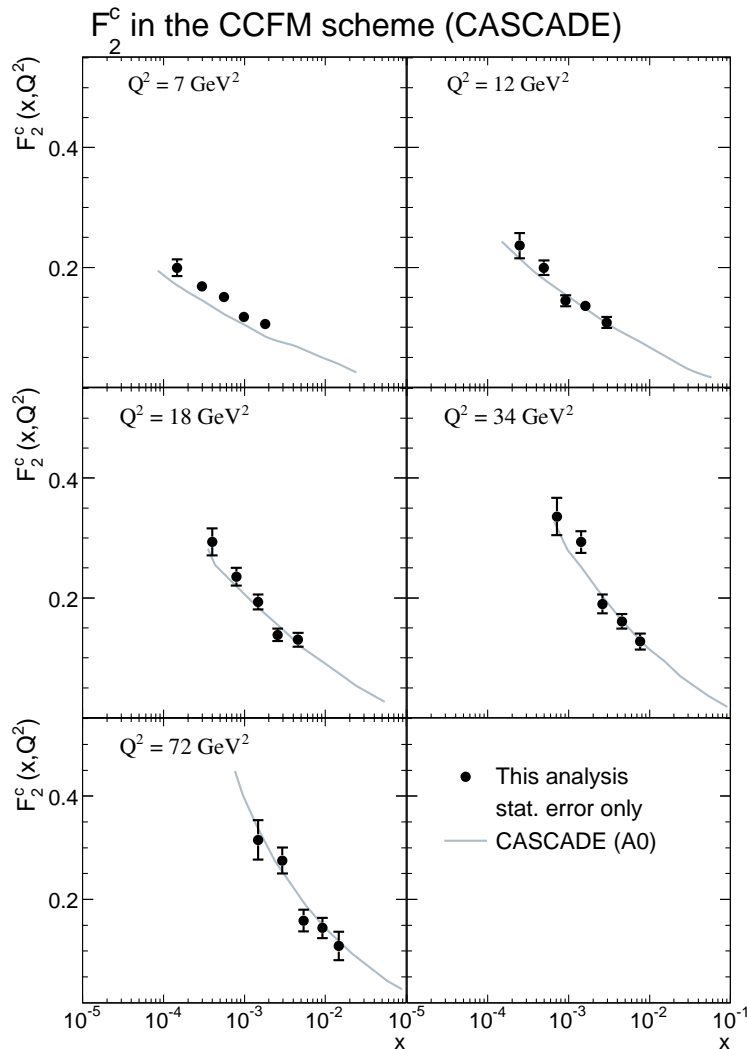 F₂ᶜ in the CCFM scheme (CASCADE)
F₂ᶜ (x,Q²)
Q² = 7 GeV²
Q² = 12 GeV²
0.4
0.2
F₂ᶜ (x,Q²)
Q² = 18 GeV²
Q² = 34 GeV²
0.4
0.2
F₂ᶜ (x,Q²)
Q² = 72 GeV²
0.4
0.2
This analysis
stat. error only
CASCADE (A0)
10⁻⁵ 10⁻⁴ 10⁻³ 10⁻² 10⁻⁵ 10⁻⁴ 10⁻³ 10⁻² 10⁻¹
x x